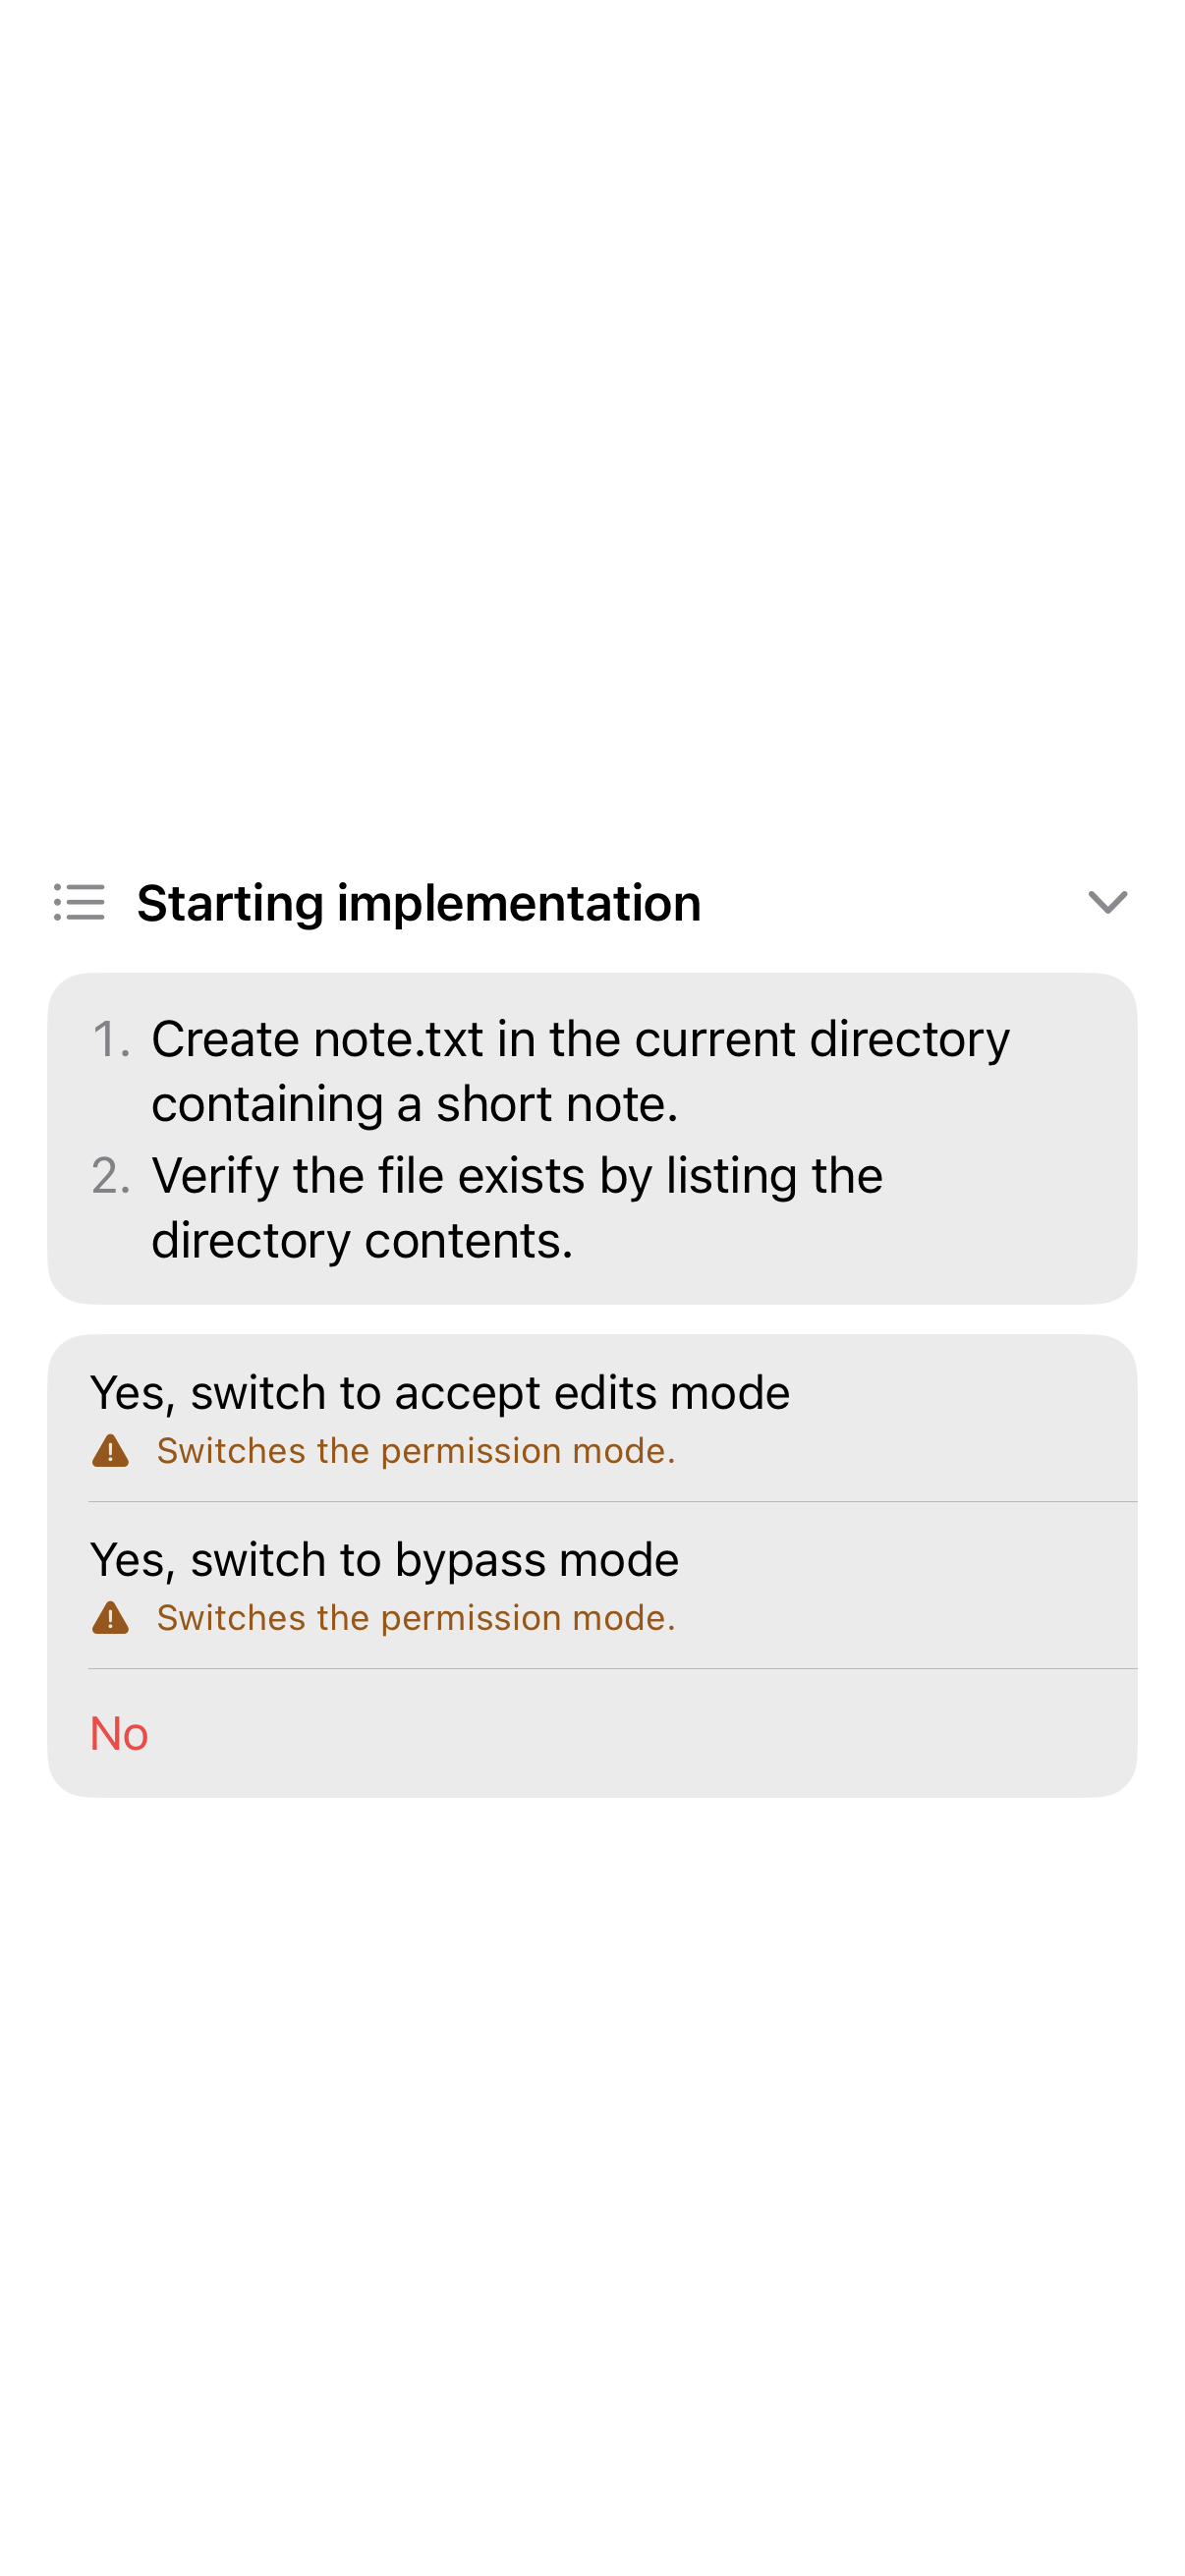 Starting implementation
1. Create note.txt in the current directory
containing a short note.
2. Verify the file exists by listing the
directory contents.
Yes, switch to accept edits mode
Switches the permission mode.
Yes, switch to bypass mode
Switches the permission mode.
No